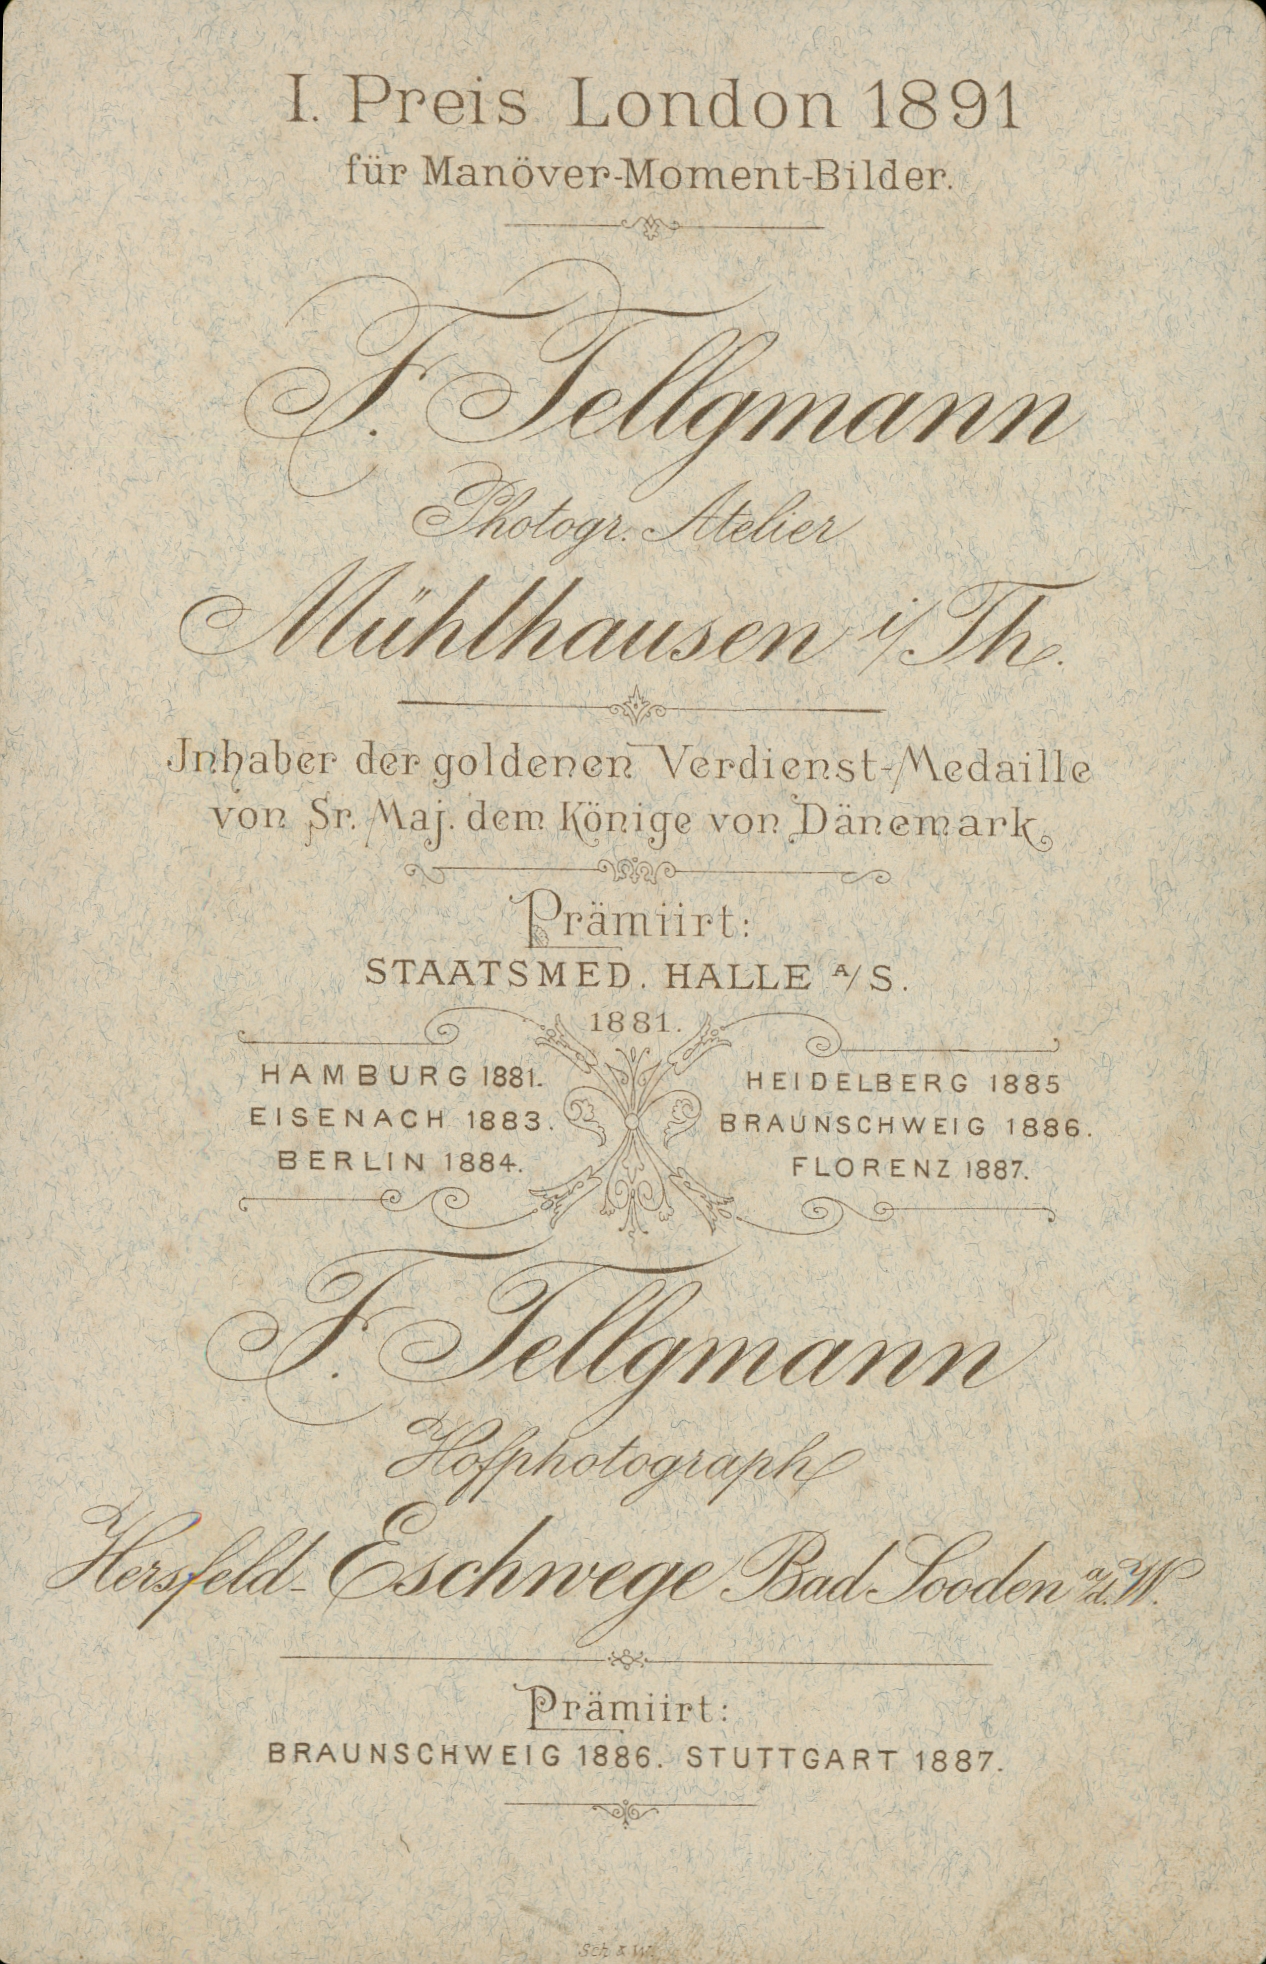 I. Preis London 1891
für Manöver-Moment-Bilder.
F. Tellgmann
Photogr. Atelier
Mühlhausen i/Th.
Jnhaber der goldenen Verdienst-Medaille
von Sr. Maj. dem Könige von Dänemark
Prämiirt:
STAATSMED. HALLE A/S.
1881.
HAMBURG 1881.
EISENACH 1883.
BERLIN 1884.
HEIDELBERG 1885
BRAUNSCHWEIG 1886.
FLORENZ 1887.
F. Tellgmann
Hofphotograph
Hersfeld-Eschwege Bad Sooden a/d.W.
Prämiirt:
BRAUNSCHWEIG 1886. STUTTGART 1887.
Sch & W.